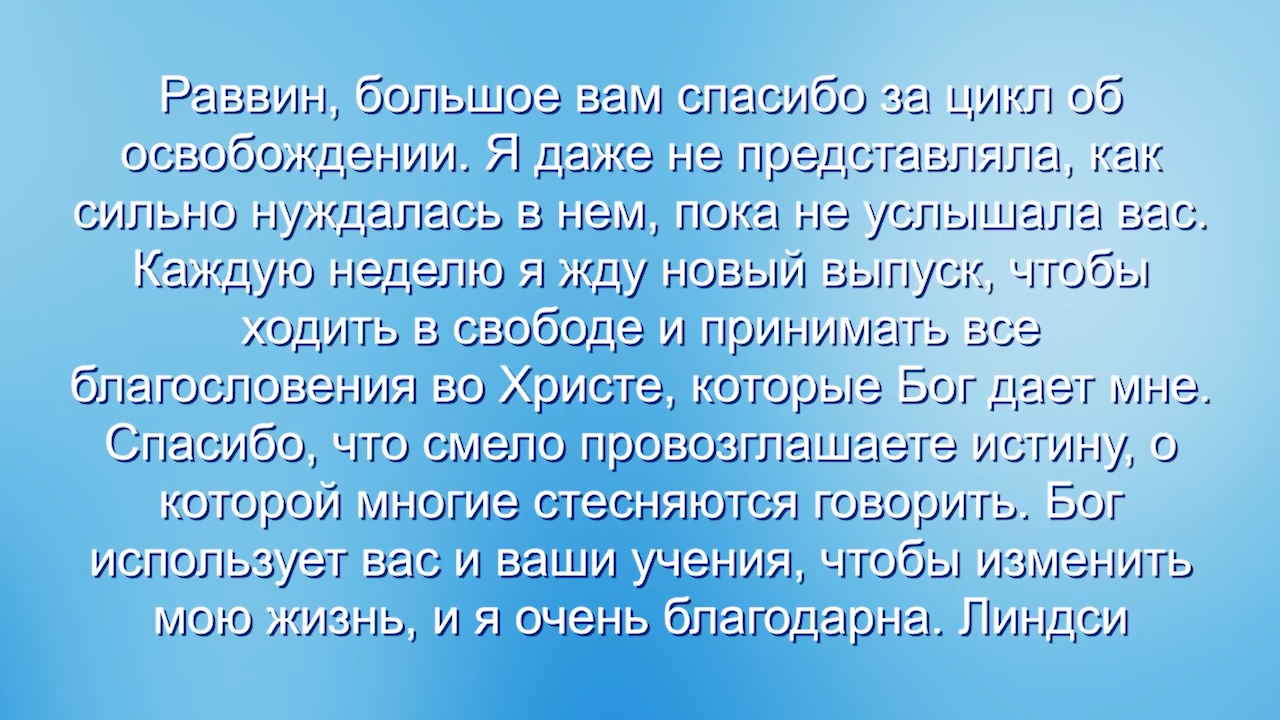 Раввин, большое вам спасибо за цикл об
освобождении. Я даже не представляла, как
сильно нуждалась в нем, пока не услышала вас.
Каждую неделю я жду новый выпуск, чтобы
ходить в свободе и принимать все
благословения во Христе, которые Бог дает мне.
Спасибо, что смело провозглашаете истину, о
которой многие стесняются говорить. Бог
использует вас и ваши учения, чтобы изменить
мою жизнь, и я очень благодарна. Линдси